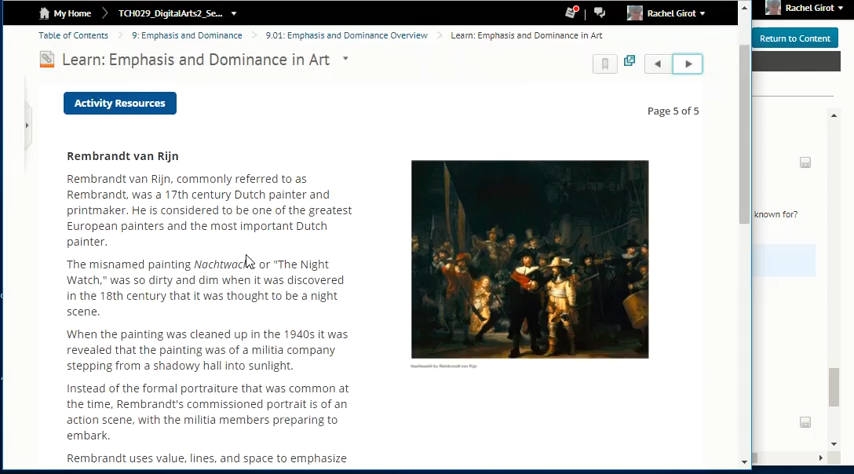 My Home
TCH029_DigitalArts2_Se...
Rachel Girot
Rachel Girot
Table of Contents
9: Emphasis and Dominance
9.01: Emphasis and Dominance Overview
Learn: Emphasis and Dominance in Art
Return to Content
Learn: Emphasis and Dominance in Art
Activity Resources
Page 5 of 5
Rembrandt van Rijn
Rembrandt van Rijn, commonly referred to as
Rembrandt, was a 17th century Dutch painter and
printmaker. He is considered to be one of the greatest
European painters and the most important Dutch
painter.
The misnamed painting or "The Night
Watch," was so dirty and dim when it was discovered
in the 18th century that it was thought to be a night
scene.
When the painting was cleaned up in the 1940s it was
revealed that the painting was of a militia company
stepping from a shadowy hall into sunlight.
Instead of the formal portraiture that was common at
the time, Rembrandt's commissioned portrait is of an
action scene, with the militia members preparing to
embark.
Rembrandt uses value, lines, and space to emphasize
Nachtwacht by Rembrandt van Rijn
known for?